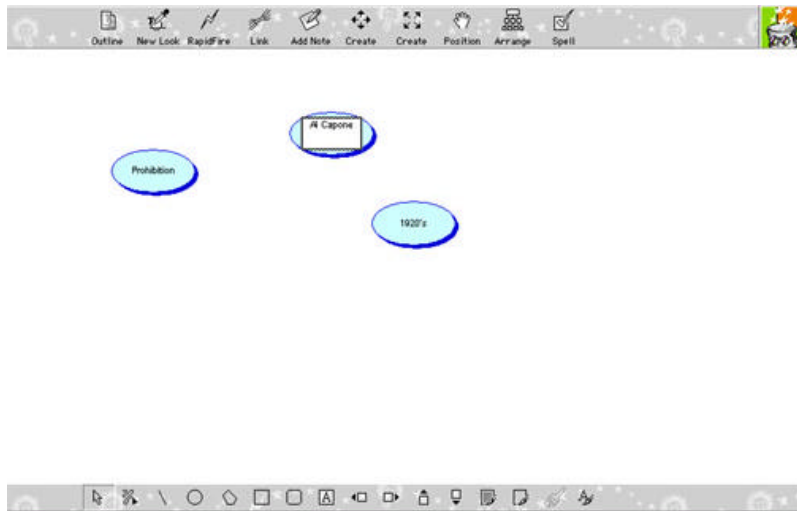 Outline New Look RapidFire Link Add Note Create Create Position Arrange Spell
Al Capone
Prohibition
1920's
A